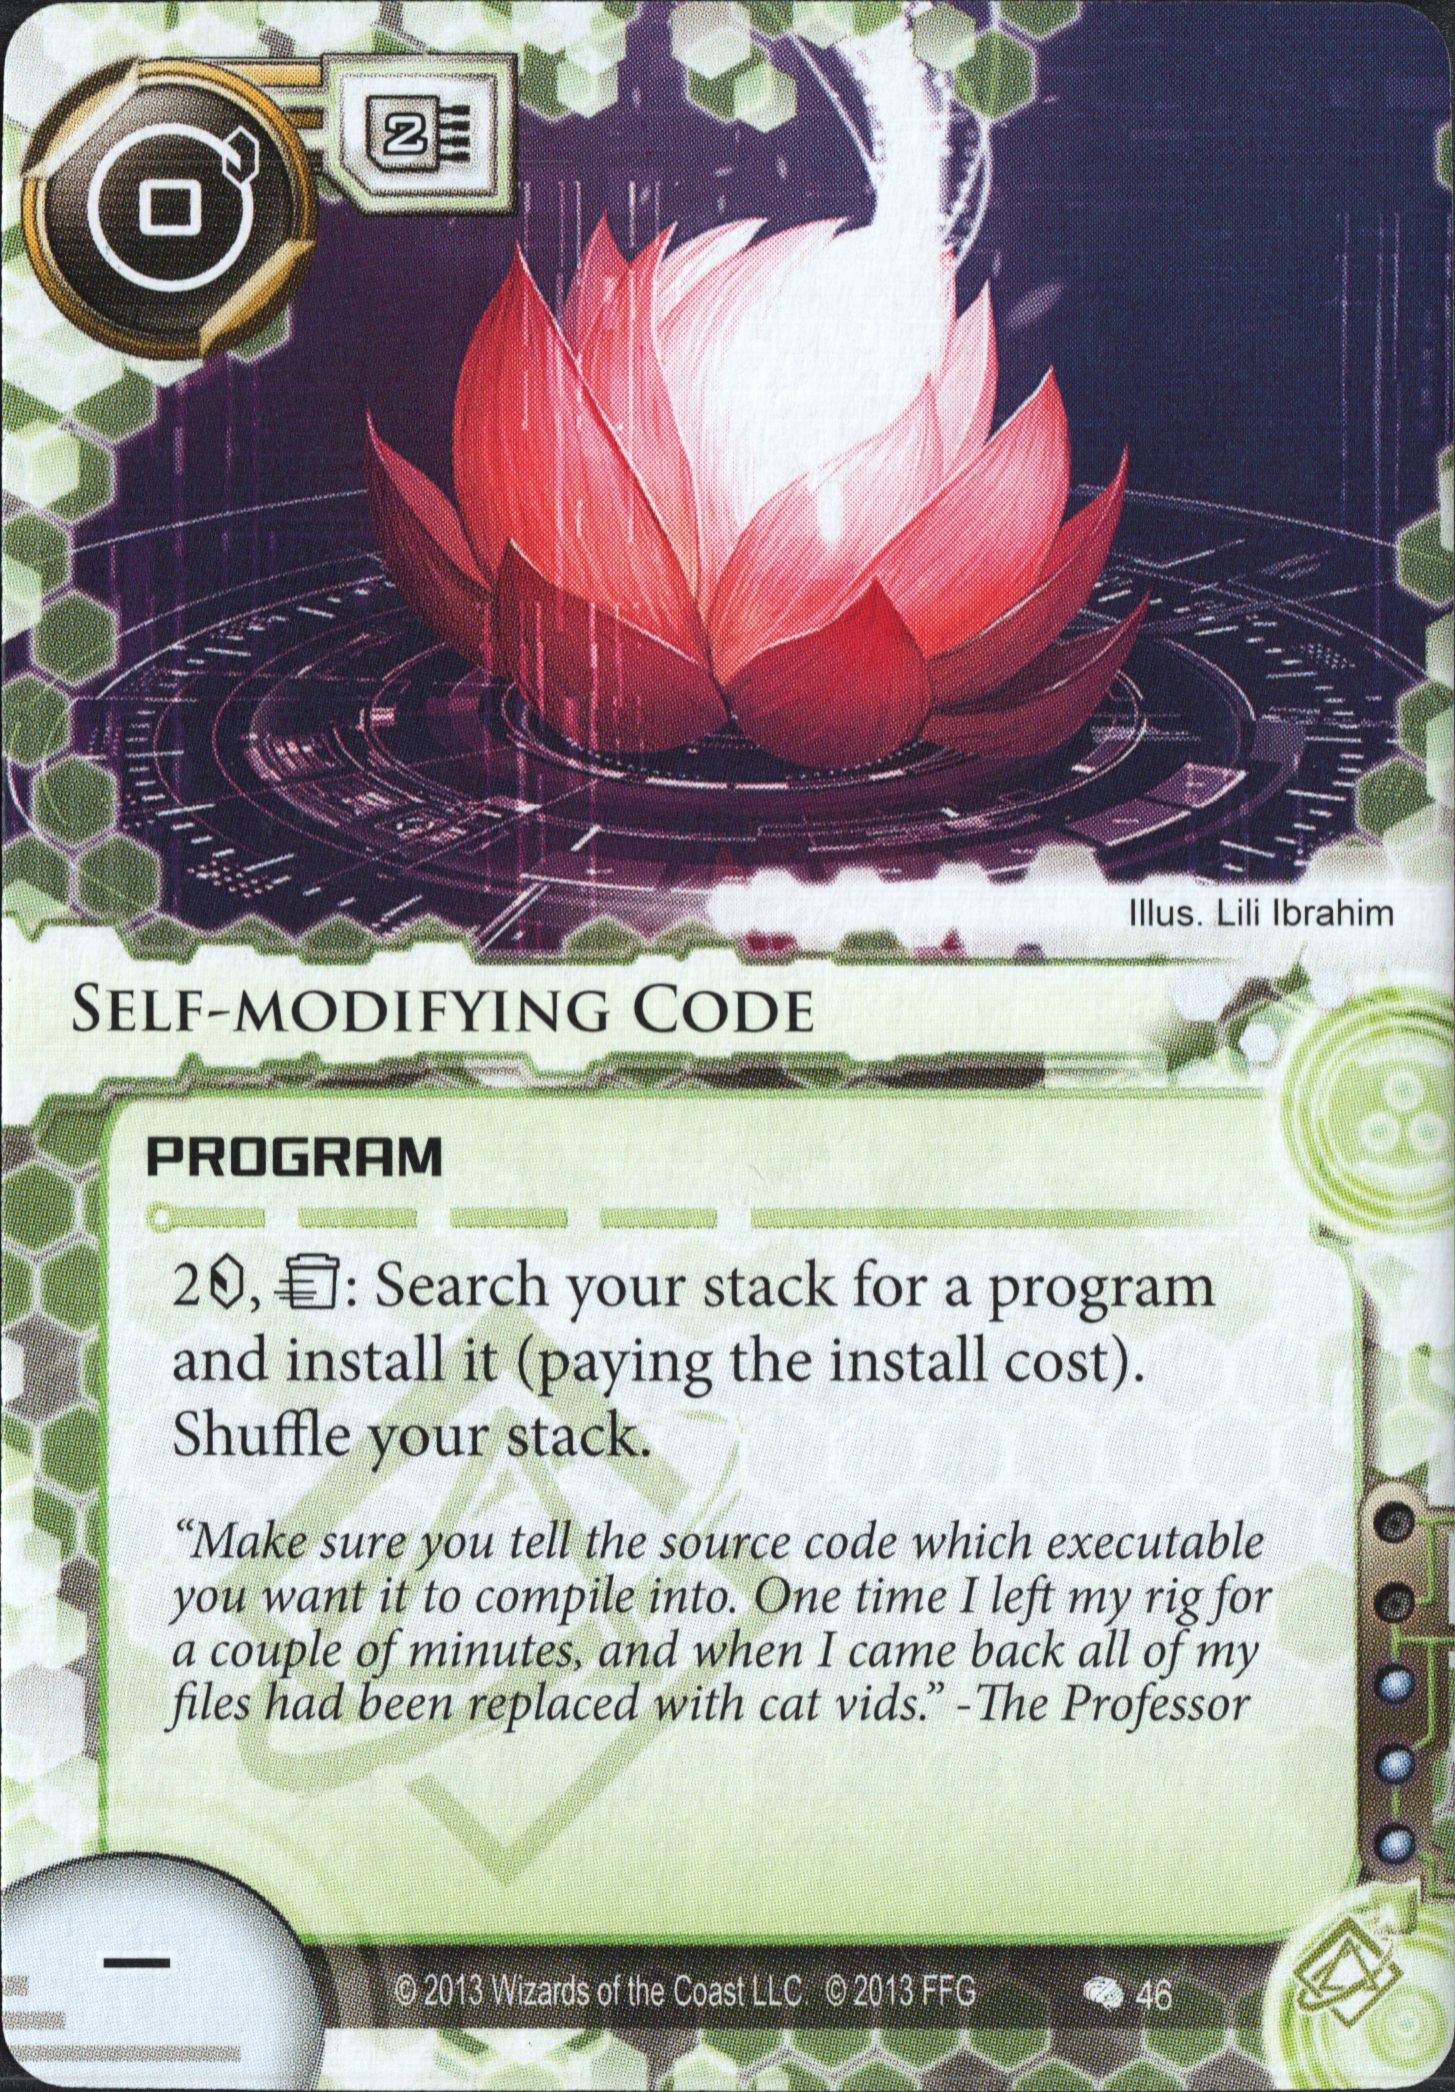 0
2
Illus. Lili Ibrahim
SELF-MODIFYING CODE
PROGRAM
2, : Search your stack for a program
and install it (paying the install cost).
Shuffle your stack.
“Make sure you tell the source code which executable
you want it to compile into. One time I left my rig for
a couple of minutes, and when I came back all of my
files had been replaced with cat vids.” -The Professor
–
© 2013 Wizards of the Coast LLC © 2013 FFG
46